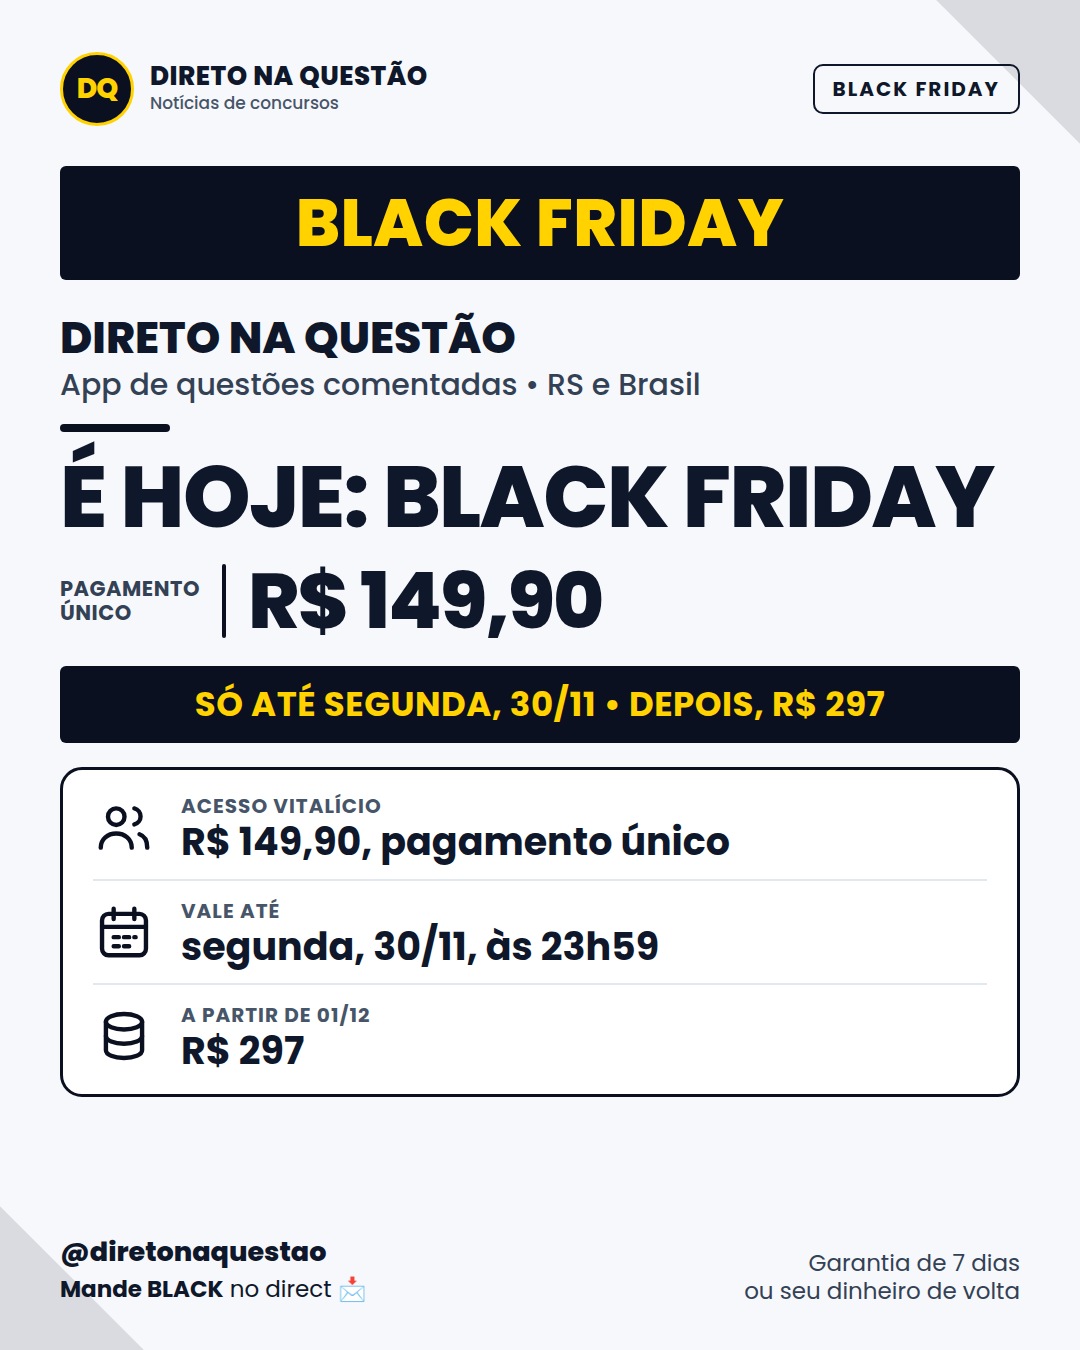 DQ
DIRETO NA QUESTÃO
Notícias de concursos
BLACK FRIDAY
BLACK FRIDAY
DIRETO NA QUESTÃO
App de questões comentadas • RS e Brasil
É HOJE: BLACK FRIDAY
PAGAMENTO
ÚNICO
R$ 149,90
SÓ ATÉ SEGUNDA, 30/11 • DEPOIS, R$ 297
ACESSO VITALÍCIO
R$ 149,90, pagamento único
VALE ATÉ
segunda, 30/11, às 23h59
A PARTIR DE 01/12
R$ 297
@diretonaquestao
Mande BLACK no direct 📩
Garantia de 7 dias
ou seu dinheiro de volta